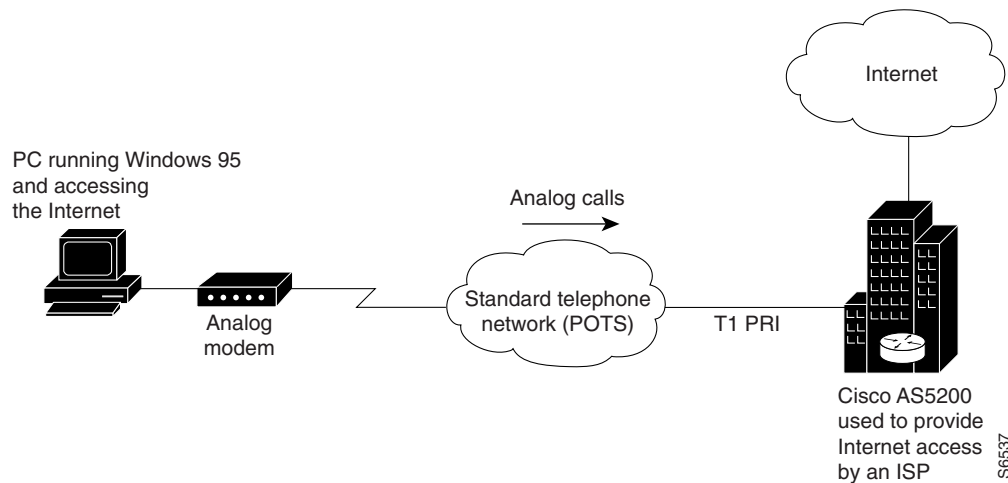 Internet
PC running Windows 95
and accessing
the Internet
Analog calls
Standard telephone
network (POTS)
Analog
modem
T1 PRI
Cisco AS5200
used to provide
Internet access
by an ISP
S6537